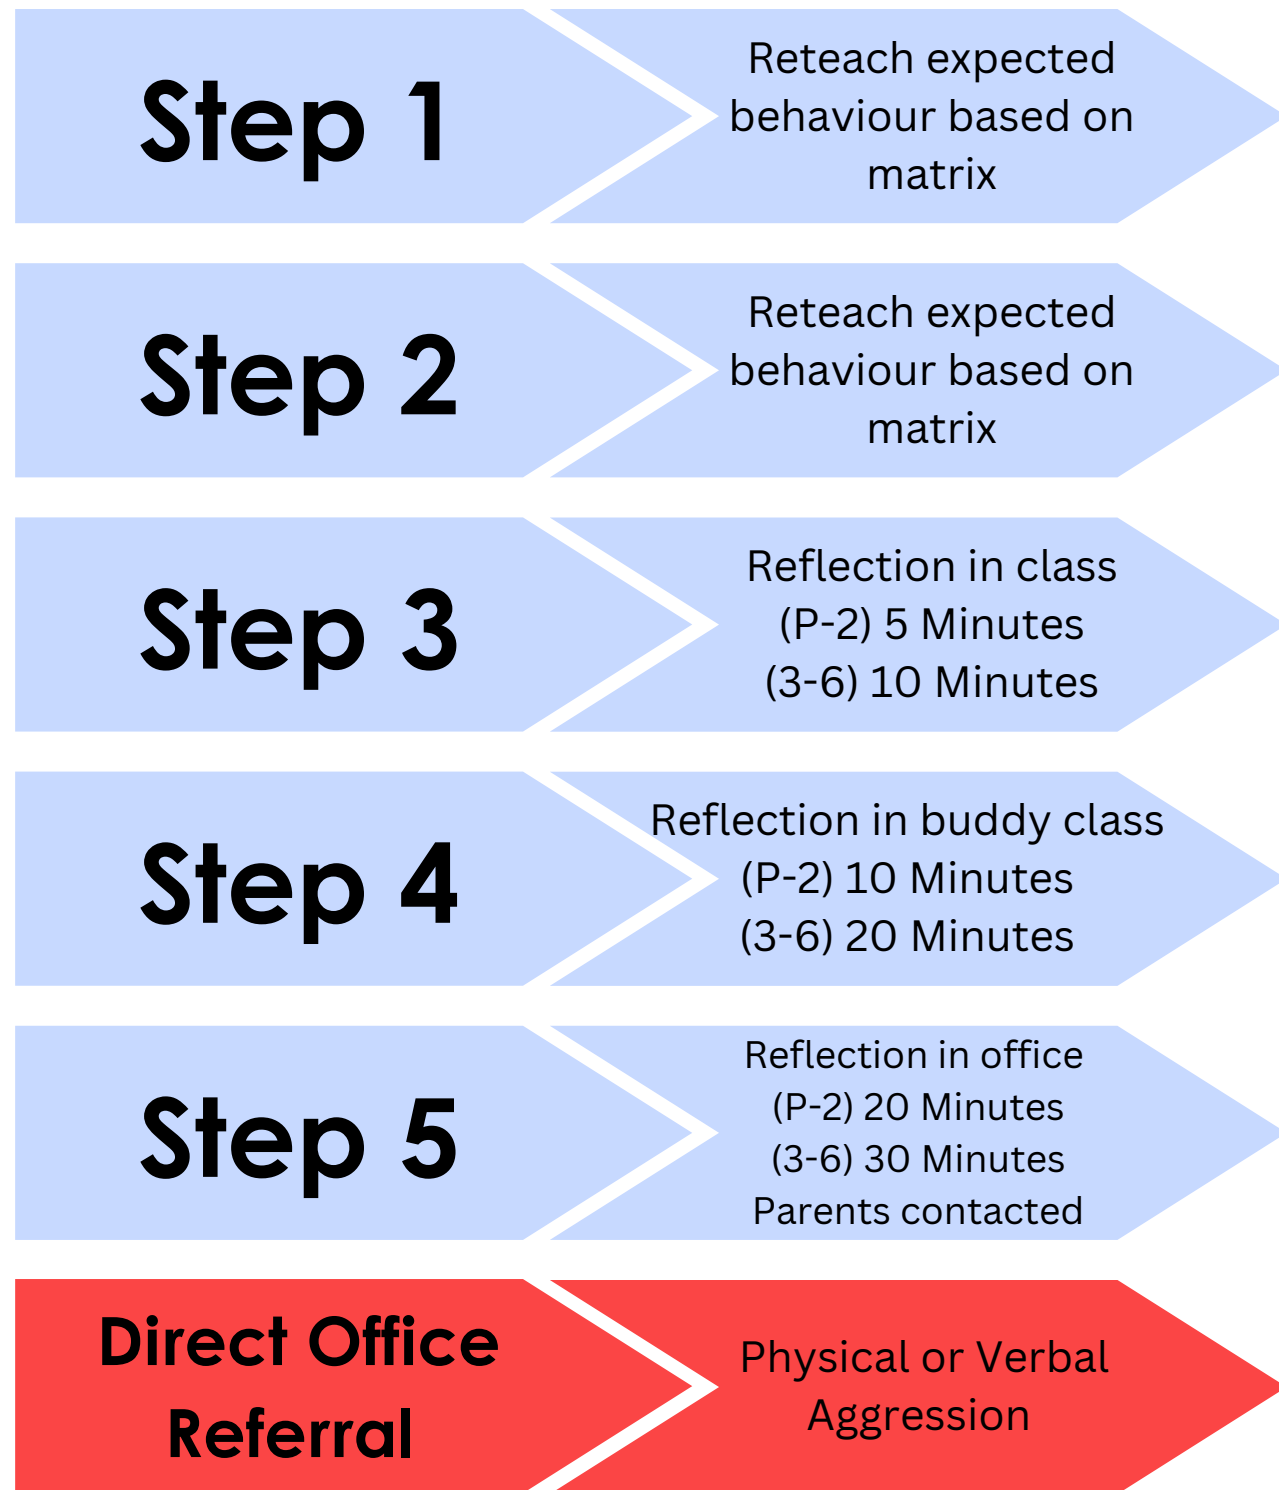 Step 1
Reteach expected
behaviour based on
matrix
Step 2
Reteach expected
behaviour based on
matrix
Step 3
Reflection in class
(P-2) 5 Minutes
(3-6) 10 Minutes
Step 4
Reflection in buddy class
(P-2) 10 Minutes
(3-6) 20 Minutes
Step 5
Reflection in office
(P-2) 20 Minutes
(3-6) 30 Minutes
Parents contacted
Direct Office
Referral
Physical or Verbal
Aggression